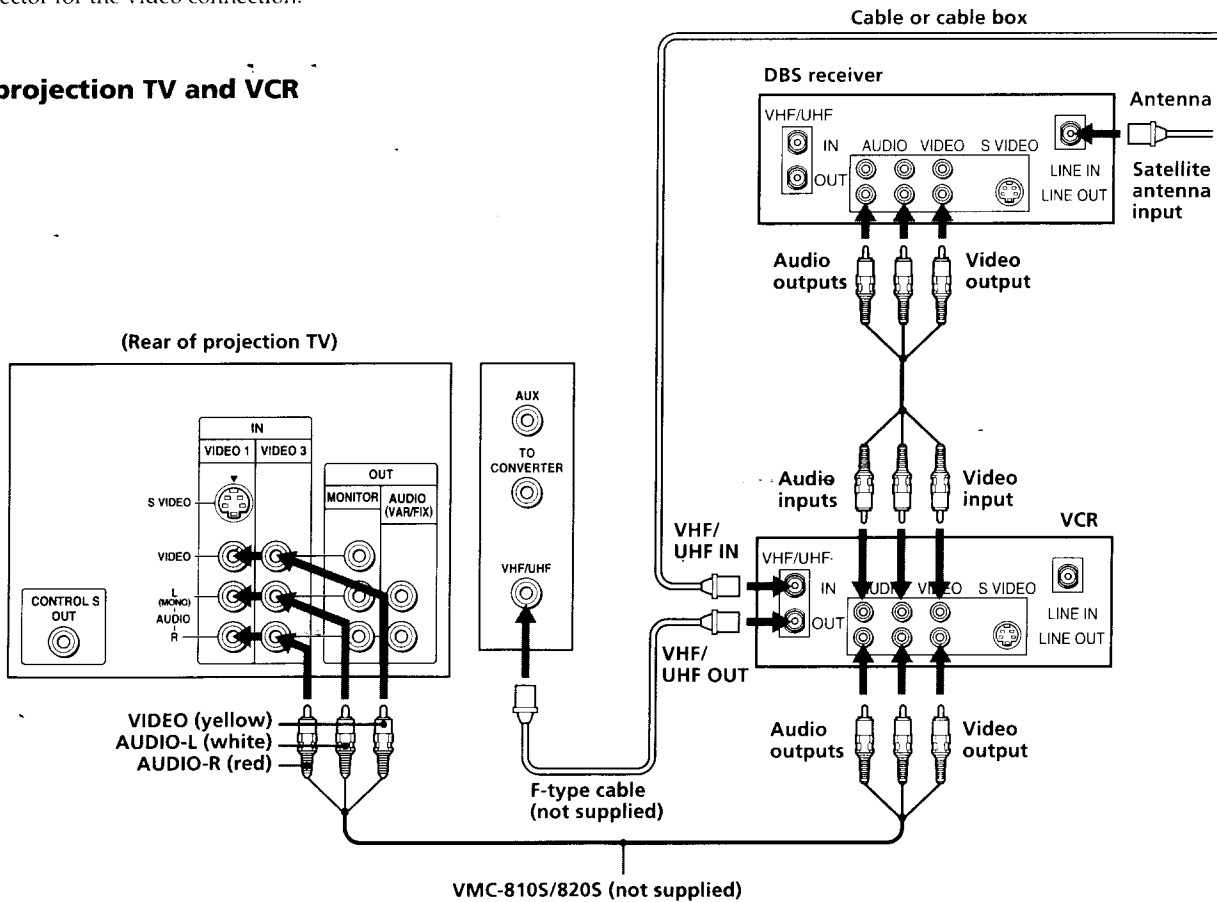 ector for the video connection.
projection TV and VCR
Cable or cable box
DBS receiver
VHF/UHF
IN
OUT
AUDIO VIDEO S VIDEO
LINE IN
LINE OUT
Antenna
Satellite
antenna
input
Audio
outputs
Video
output
(Rear of projection TV)
IN
VIDEO 1 VIDEO 3
S VIDEO
VIDEO
L
(MONO)
AUDIO
R
OUT
MONITOR
AUDIO
(VAR/FIX)
CONTROL S
OUT
AUX
TO
CONVERTER
VHF/UHF
Audio
inputs
Video
input
VCR
VHF/
UHF IN
VHF/UHF
IN
OUT
AUDIO VIDEO S VIDEO
LINE IN
LINE OUT
VHF/
UHF OUT
VIDEO (yellow)
AUDIO-L (white)
AUDIO-R (red)
F-type cable
(not supplied)
Audio
outputs
Video
output
VMC-810S/820S (not supplied)